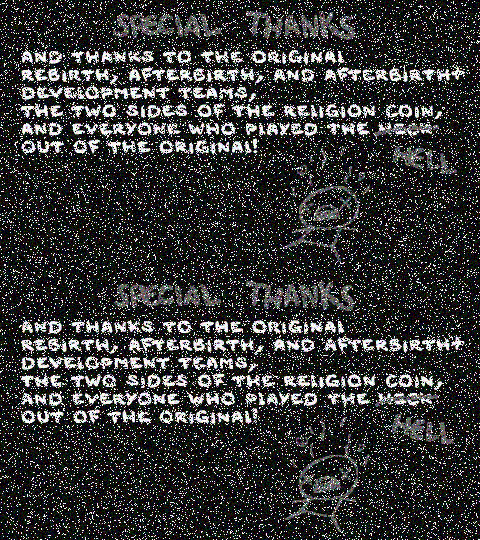 SPECIAL THANKS
AND THANKS TO THE ORIGINAL
REBIRTH, AFTERBIRTH, AND AFTERBIRTH+
DEVELOPMENT TEAMS,
THE TWO SIDES OF THE RELIGION COIN,
AND EVERYONE WHO PLAYED THE
OUT OF THE ORIGINAL!
HELL
SPECIAL THANKS
AND THANKS TO THE ORIGINAL
REBIRTH, AFTERBIRTH, AND AFTERBIRTH+
DEVELOPMENT TEAMS,
THE TWO SIDES OF THE RELIGION COIN,
AND EVERYONE WHO PLAYED THE
OUT OF THE ORIGINAL!
HELL